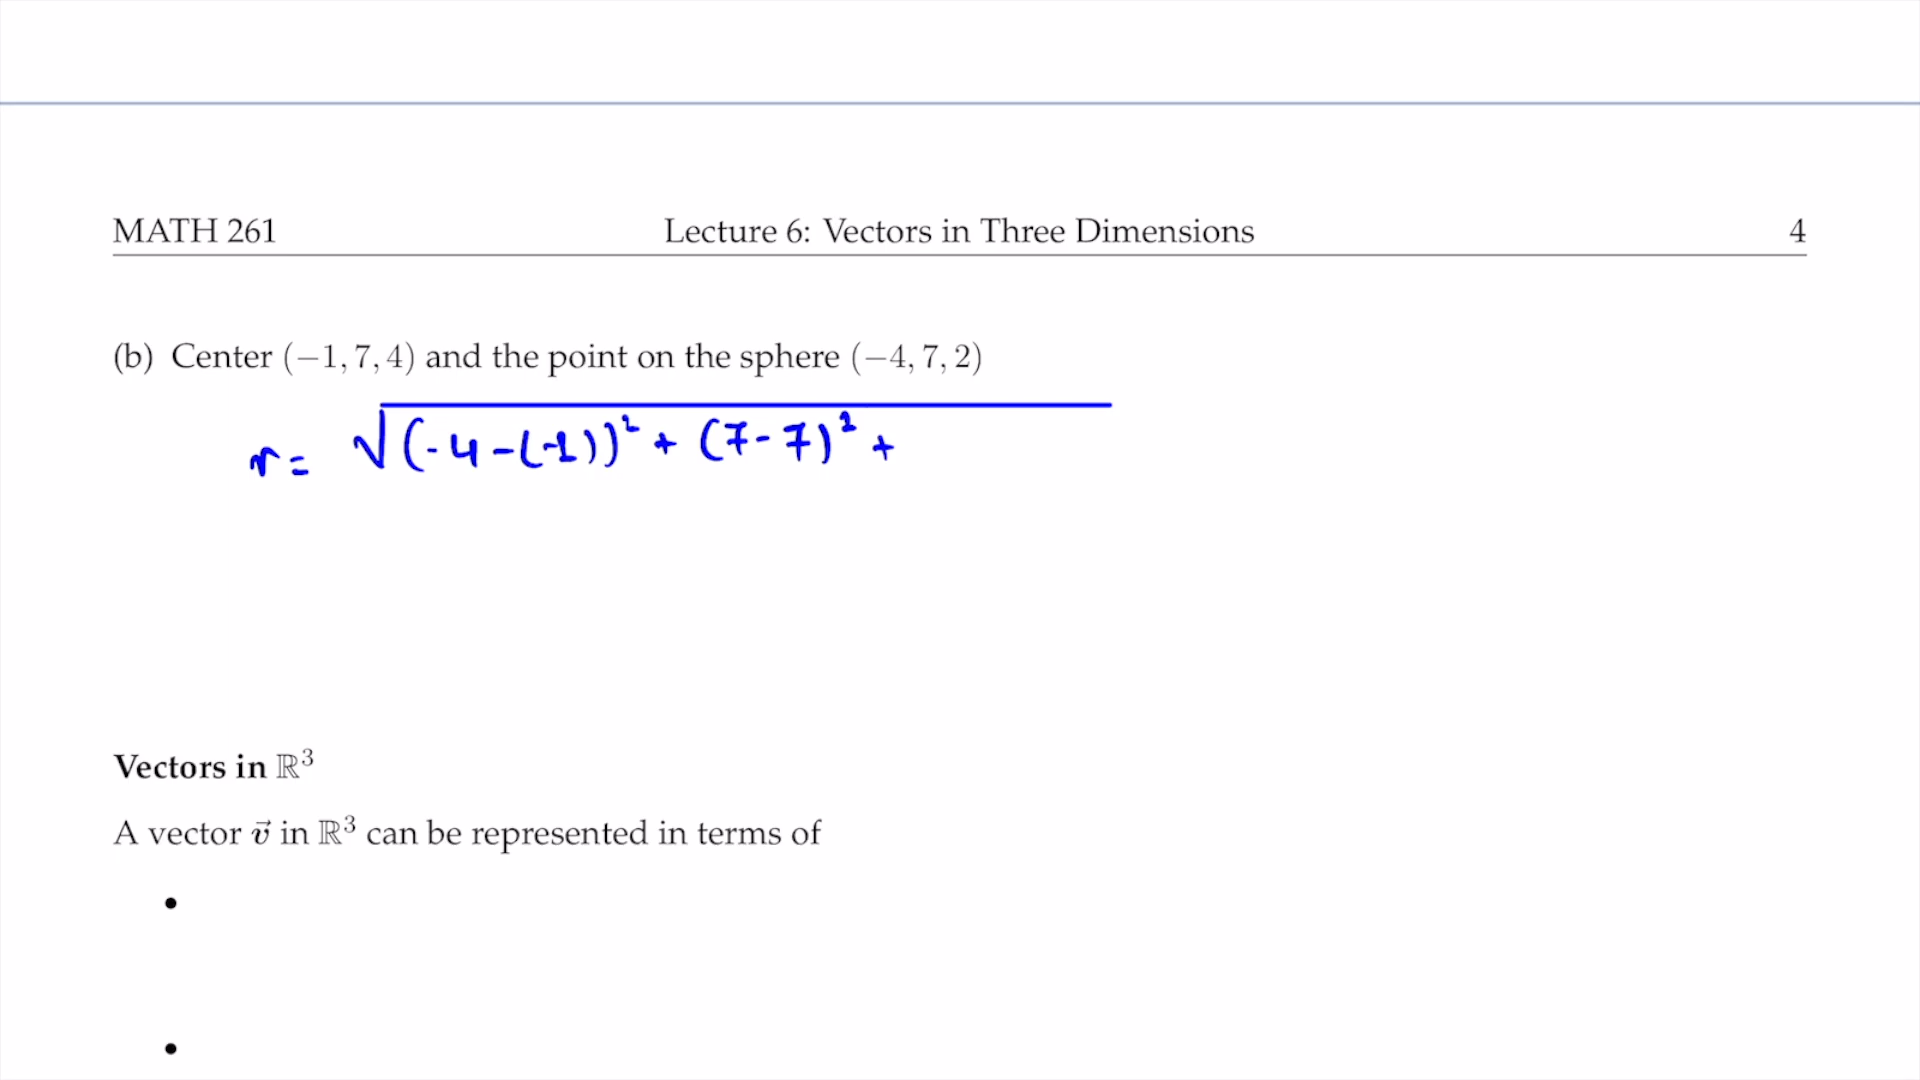 MATH 261 Lecture 6: Vectors in Three Dimensions 4
(b) Center (−1, 7, 4) and the point on the sphere (−4, 7, 2)
r = √(-4-(-1))² + (7-7)² +
Vectors in ℝ³
A vector v⃗ in ℝ³ can be represented in terms of
•
•